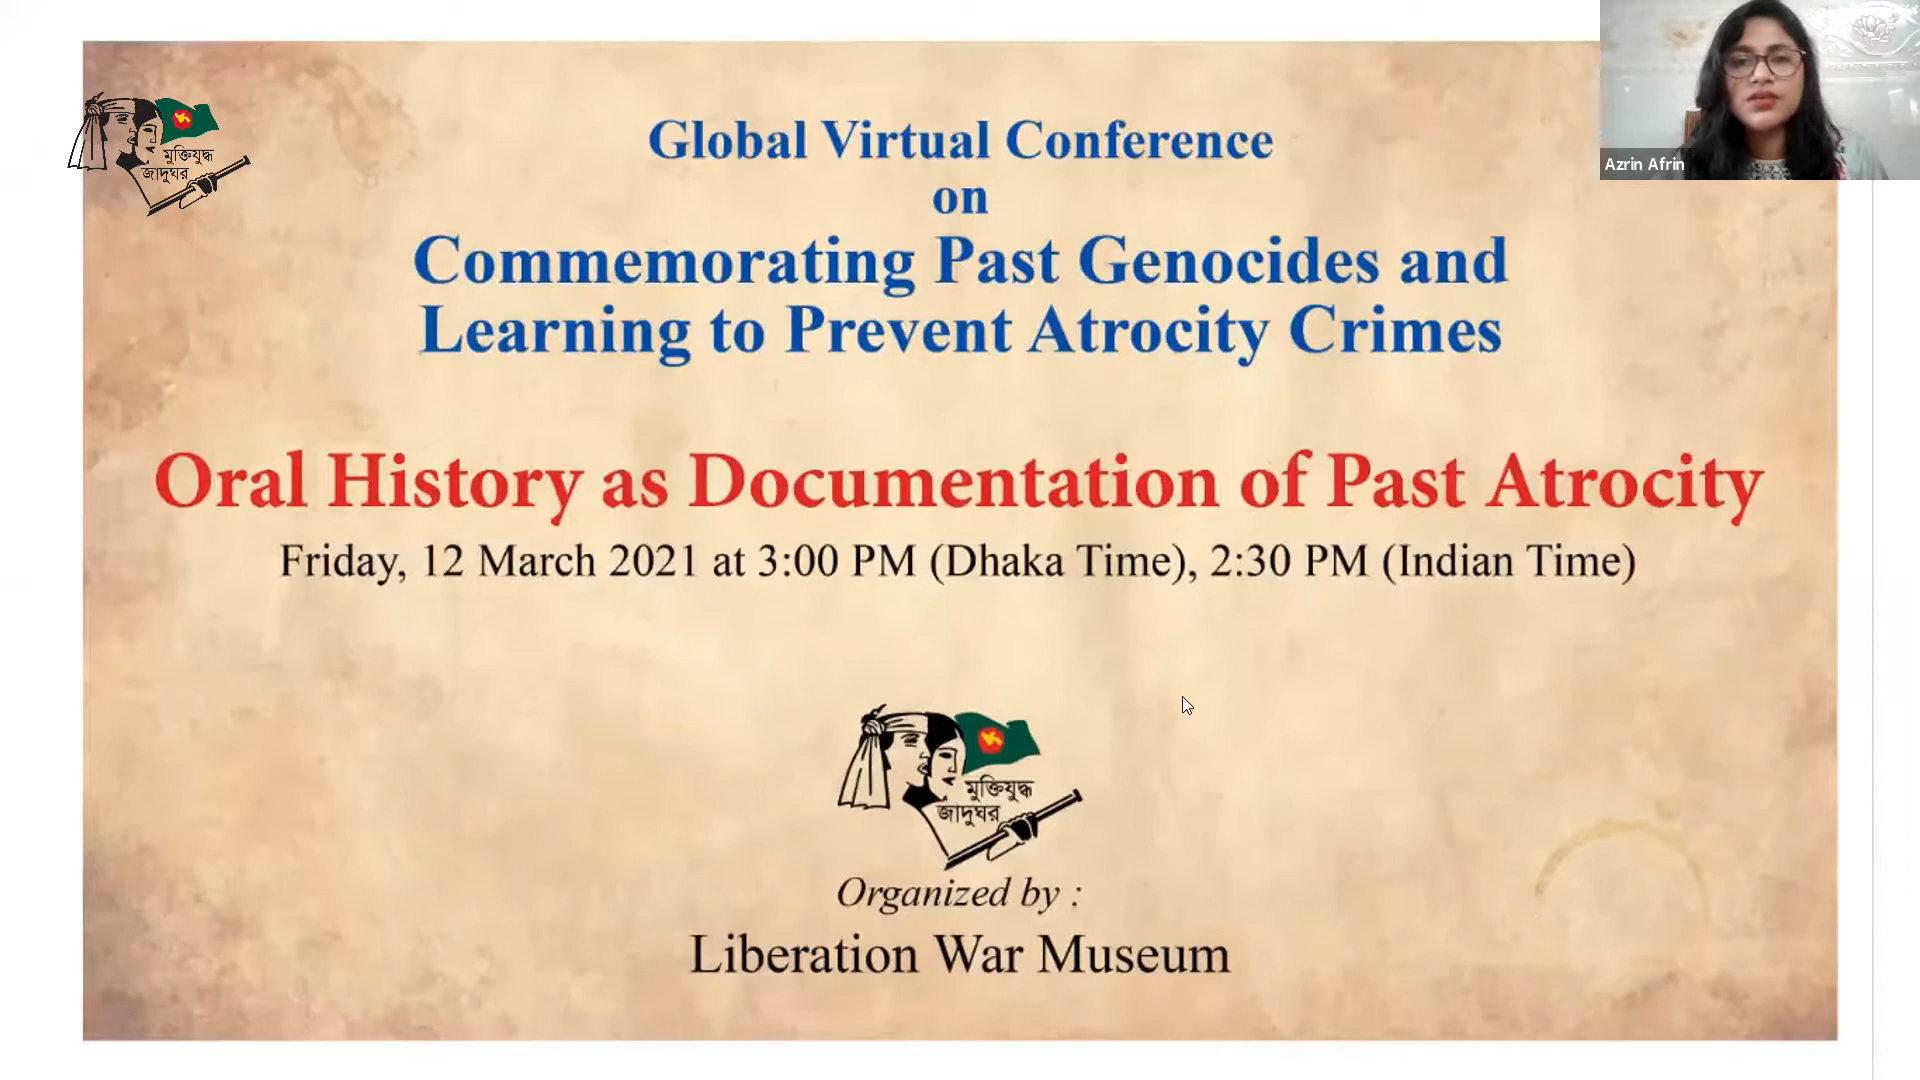 মুক্তিযুদ্ধ
জাদুঘর
Azrin Afrin
Global Virtual Conference
on
Commemorating Past Genocides and
Learning to Prevent Atrocity Crimes
Oral History as Documentation of Past Atrocity
Friday, 12 March 2021 at 3:00 PM (Dhaka Time), 2:30 PM (Indian Time)
মুক্তিযুদ্ধ
জাদুঘর
Organized by :
Liberation War Museum